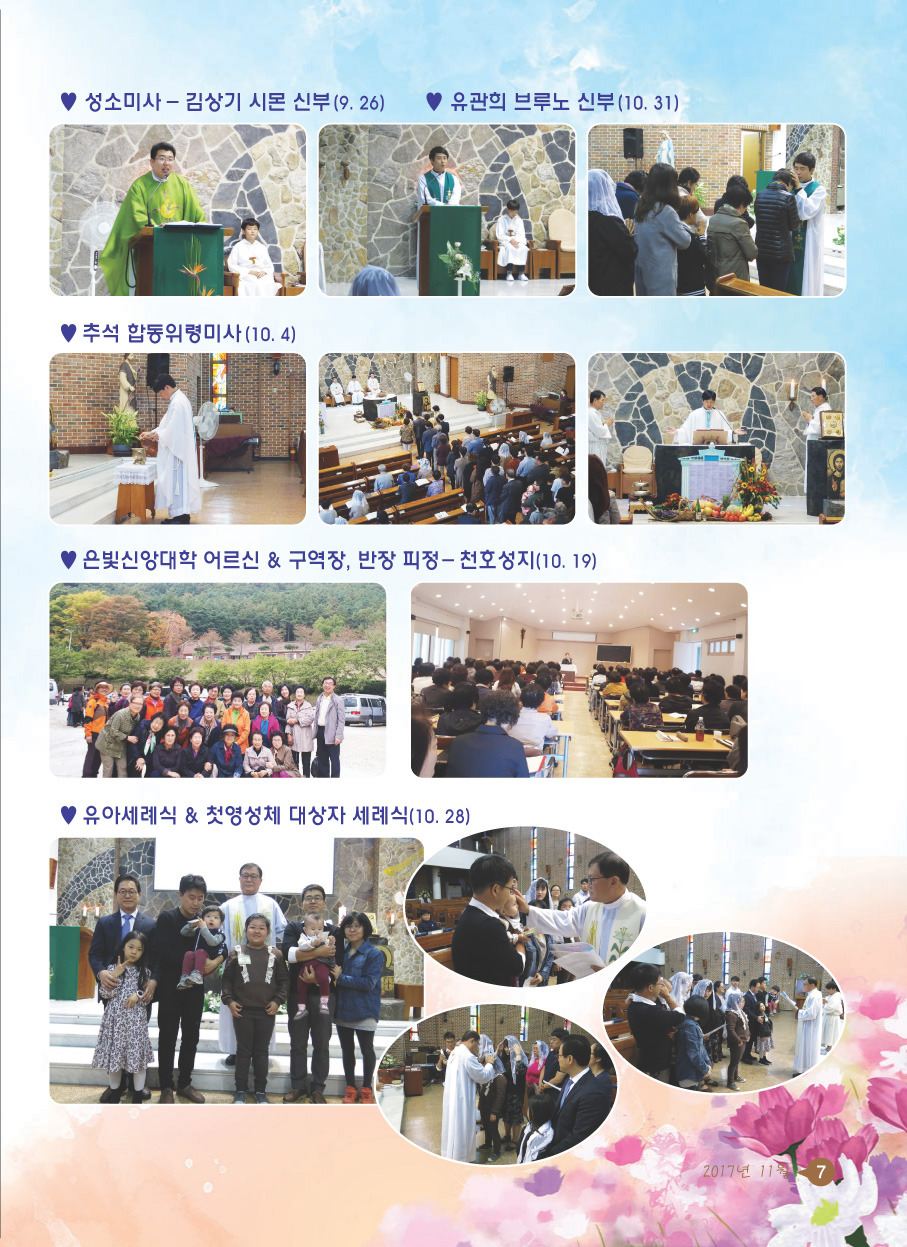 ♥ 성소미사 – 김상기 시몬 신부(9. 26)
♥ 유관희 브루노 신부(10. 31)
♥ 추석 합동위령미사(10. 4)
♥ 은빛신앙대학 어르신 & 구역장, 반장 피정– 천호성지(10. 19)
♥ 유아세례식 & 첫영성체 대상자 세례식(10. 28)
2017년 11월 7